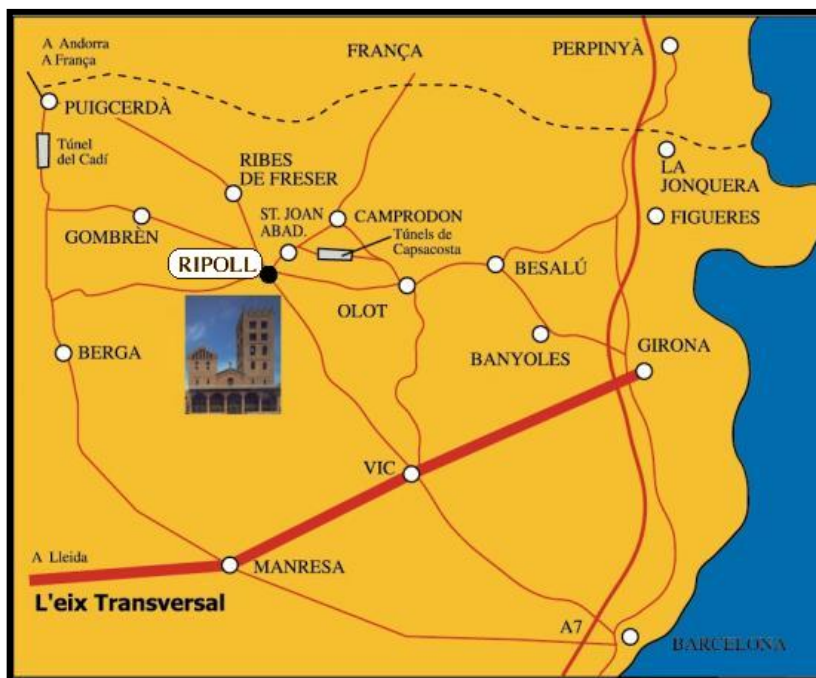 A Andorra
A França
FRANÇA
PERPINYÀ
PUIGCERDÀ
Túnel
del Cadí
RIBES
DE FRESER
LA
JONQUERA
ST. JOAN
ABAD.
CAMPRODON
FIGUERES
GOMBRÈN
Túnels de
Capsacosta
RIPOLL
BESALÚ
OLOT
BERGA
BANYOLES
GIRONA
VIC
A Lleida
MANRESA
L'eix Transversal
A7
BARCELONA